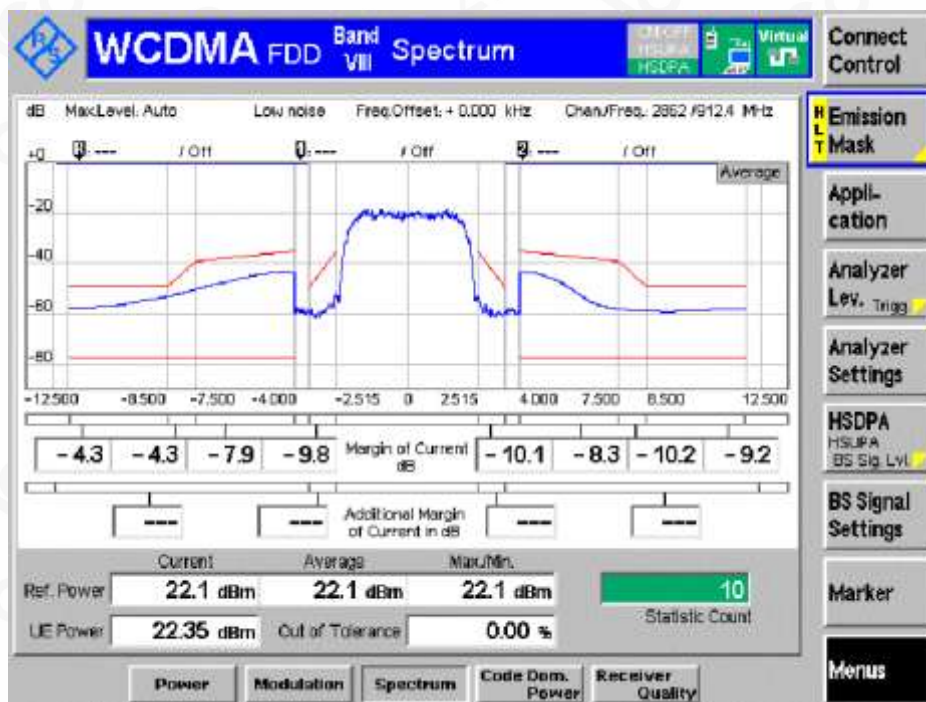 R S
WCDMA FDD Band VIII Spectrum
HSUPA
HSDPA
Virtual
Connect Control
dB Max.Level: Auto Low noise Freq.Offset: + 0.000 kHz Chan./Freq.: 2862 /912.4 MHz
+0 --- / Off --- / Off 2: --- / Off
Average
-20
-40
-60
-80
-12.500 -8.500 -7.500 -4.000 -2.515 0 2.515 4.000 7.500 8.500 12.500
-4.3 -4.3 -7.9 -9.8 Margin of Current dB -10.1 -8.3 -10.2 -9.2
--- --- Additional Margin of Current in dB --- ---
Current Average Max./Min.
Ref. Power 22.1 dBm 22.1 dBm 22.1 dBm 10
Statistic Count
UE Power 22.35 dBm Out of Tolerance 0.00 %
Power Modulation Spectrum Code Dom. Power Receiver Quality
H L T
Emission Mask
Appli-
cation
Analyzer
Lev. Trigg
Analyzer
Settings
HSDPA
HSUPA
BS Sig. Lvl.
BS Signal
Settings
Marker
Menus